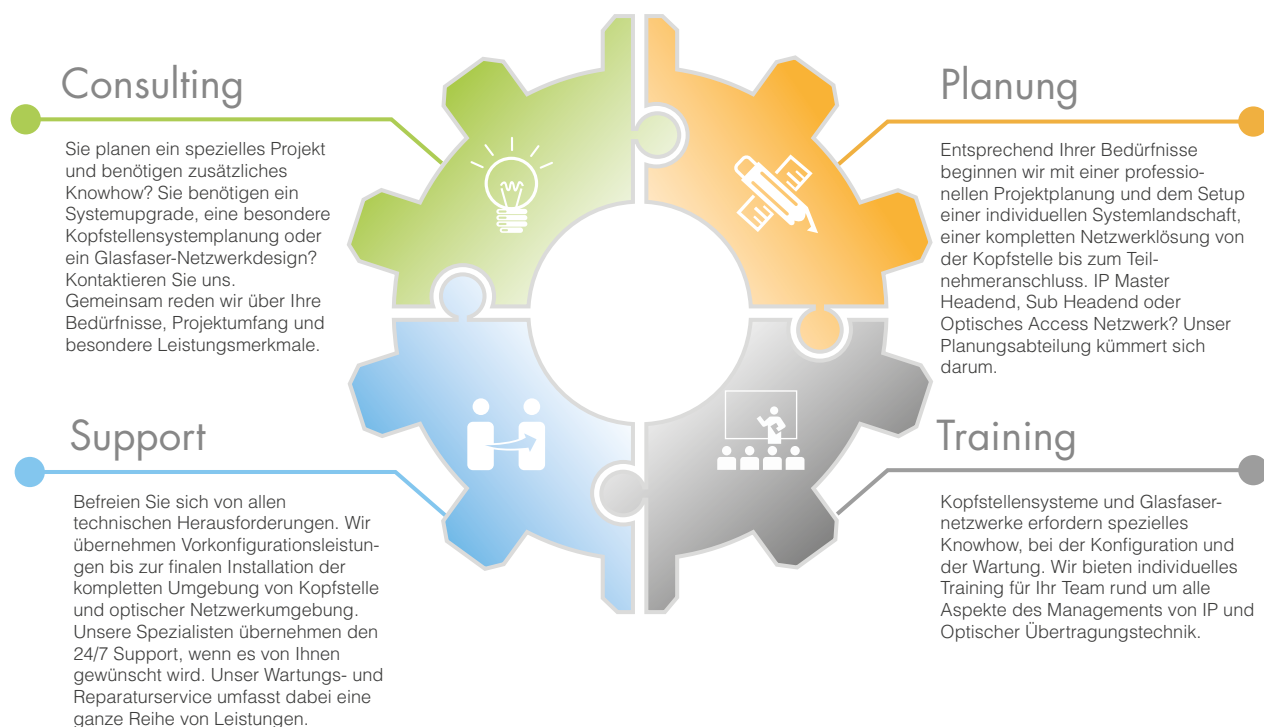 Consulting
Sie planen ein spezielles Projekt
und benötigen zusätzliches
Knowhow? Sie benötigen ein
Systemupgrade, eine besondere
Kopfstellensystemplanung oder
ein Glasfaser-Netzwerkdesign?
Kontaktieren Sie uns.
Gemeinsam reden wir über Ihre
Bedürfnisse, Projektumfang und
besondere Leistungsmerkmale.
Planung
Entsprechend Ihrer Bedürfnisse
beginnen wir mit einer professio-
nellen Projektplanung und dem Setup
einer individuellen Systemlandschaft,
einer kompletten Netzwerklösung von
der Kopfstelle bis zum Teil-
nehmeranschluss. IP Master
Headend, Sub Headend oder
Optisches Access Netzwerk? Unser
Planungsabteilung kümmert sich
darum.
Support
Befreien Sie sich von allen
technischen Herausforderungen. Wir
übernehmen Vorkonfigurationsleistun-
gen bis zur finalen Installation der
kompletten Umgebung von Kopfstelle
und optischer Netzwerkumgebung.
Unsere Spezialisten übernehmen den
24/7 Support, wenn es von Ihnen
gewünscht wird. Unser Wartungs- und
Reparaturservice umfasst dabei eine
ganze Reihe von Leistungen.
Training
Kopfstellensysteme und Glasfaser-
netzwerke erfordern spezielles
Knowhow, bei der Konfiguration und
der Wartung. Wir bieten individuelles
Training für Ihr Team rund um alle
Aspekte des Managements von IP und
Optischer Übertragungstechnik.